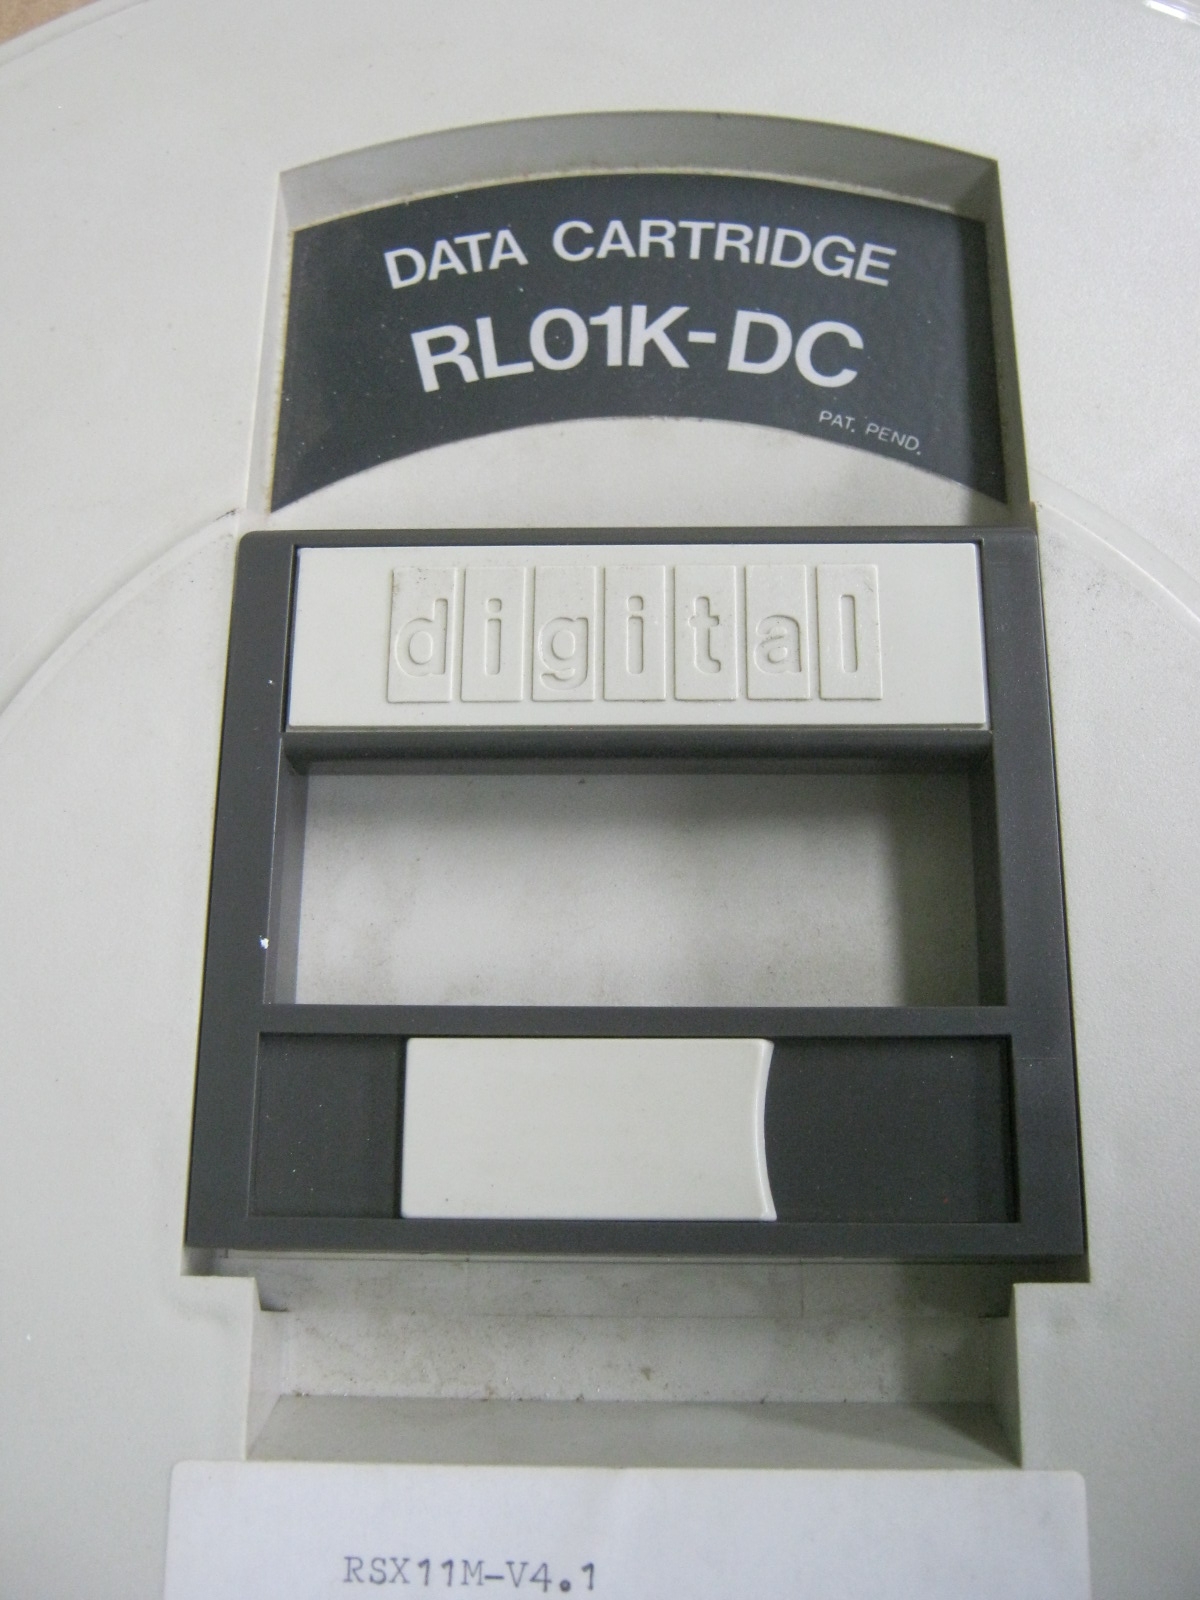 DATA CARTRIDGE
RL01K-DC
PAT. PEND.
digital
RSX11M-V4.1